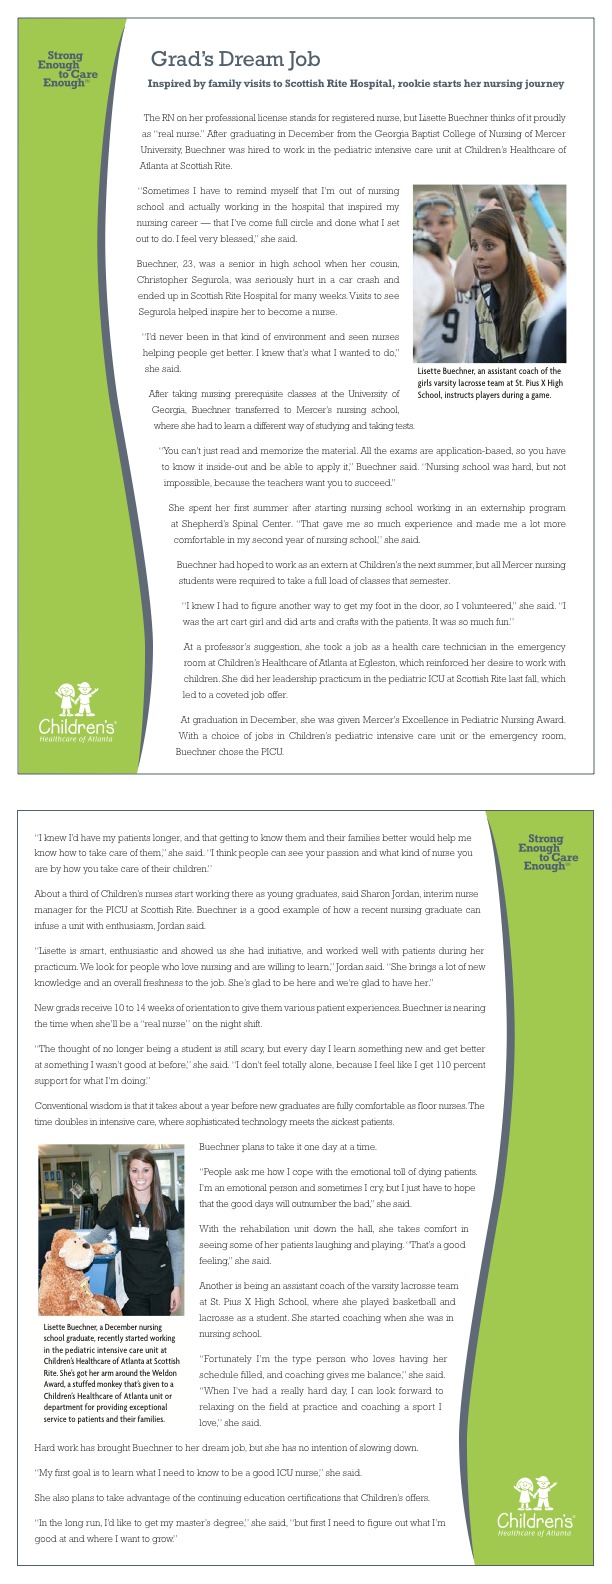 Strong
Enough
to Care
Enough℠
Grad's Dream Job
Inspired by family visits to Scottish Rite Hospital, rookie starts her nursing journey
The RN on her professional license stands for registered nurse, but Lisette Buechner thinks of it proudly
as "real nurse." After graduating in December from the Georgia Baptist College of Nursing of Mercer
University, Buechner was hired to work in the pediatric intensive care unit at Children's Healthcare of
Atlanta at Scottish Rite.
"Sometimes I have to remind myself that I'm out of nursing
school and actually working in the hospital that inspired my
nursing career — that I've come full circle and done what I set
out to do. I feel very blessed," she said.
Buechner, 23, was a senior in high school when her cousin,
Christopher Segurola, was seriously hurt in a car crash and
ended up in Scottish Rite Hospital for many weeks. Visits to see
Segurola helped inspire her to become a nurse.
"I'd never been in that kind of environment and seen nurses
helping people get better. I knew that's what I wanted to do,"
she said.
9
Lisette Buechner, an assistant coach of the
girls varsity lacrosse team at St. Pius X High
School, instructs players during a game.
After taking nursing prerequisite classes at the University of
Georgia, Buechner transferred to Mercer's nursing school,
where she had to learn a different way of studying and taking tests.
"You can't just read and memorize the material. All the exams are application-based, so you have
to know it inside-out and be able to apply it," Buechner said. "Nursing school was hard, but not
impossible, because the teachers want you to succeed."
She spent her first summer after starting nursing school working in an externship program
at Shepherd's Spinal Center. "That gave me so much experience and made me a lot more
comfortable in my second year of nursing school," she said.
Buechner had hoped to work as an extern at Children's the next summer, but all Mercer nursing
students were required to take a full load of classes that semester.
"I knew I had to figure another way to get my foot in the door, so I volunteered," she said. "I
was the art cart girl and did arts and crafts with the patients. It was so much fun."
At a professor's suggestion, she took a job as a health care technician in the emergency
room at Children's Healthcare of Atlanta at Egleston, which reinforced her desire to work with
children. She did her leadership practicum in the pediatric ICU at Scottish Rite last fall, which
led to a coveted job offer.
At graduation in December, she was given Mercer's Excellence in Pediatric Nursing Award.
With a choice of jobs in Children's pediatric intensive care unit or the emergency room,
Buechner chose the PICU.
Children's®
Healthcare of Atlanta
"I knew I'd have my patients longer, and that getting to know them and their families better would help me
know how to take care of them," she said. "I think people can see your passion and what kind of nurse you
are by how you take care of their children."
About a third of Children's nurses start working there as young graduates, said Sharon Jordan, interim nurse
manager for the PICU at Scottish Rite. Buechner is a good example of how a recent nursing graduate can
infuse a unit with enthusiasm, Jordan said.
"Lisette is smart, enthusiastic and showed us she had initiative, and worked well with patients during her
practicum. We look for people who love nursing and are willing to learn," Jordan said. "She brings a lot of new
knowledge and an overall freshness to the job. She's glad to be here and we're glad to have her."
New grads receive 10 to 14 weeks of orientation to give them various patient experiences. Buechner is nearing
the time when she'll be a "real nurse" on the night shift.
"The thought of no longer being a student is still scary, but every day I learn something new and get better
at something I wasn't good at before," she said. "I don't feel totally alone, because I feel like I get 110 percent
support for what I'm doing."
Conventional wisdom is that it takes about a year before new graduates are fully comfortable as floor nurses. The
time doubles in intensive care, where sophisticated technology meets the sickest patients.
Buechner plans to take it one day at a time.
"People ask me how I cope with the emotional toll of dying patients.
I'm an emotional person and sometimes I cry, but I just have to hope
that the good days will outnumber the bad," she said.
With the rehabilation unit down the hall, she takes comfort in
seeing some of her patients laughing and playing. "That's a good
feeling," she said.
Another is being an assistant coach of the varsity lacrosse team
at St. Pius X High School, where she played basketball and
lacrosse as a student. She started coaching when she was in
nursing school.
"Fortunately I'm the type person who loves having her
schedule filled, and coaching gives me balance," she said.
"When I've had a really hard day, I can look forward to
relaxing on the field at practice and coaching a sport I
love," she said.
Lisette Buechner, a December nursing
school graduate, recently started working
in the pediatric intensive care unit at
Children's Healthcare of Atlanta at Scottish
Rite. She's got her arm around the Weldon
Award, a stuffed monkey that's given to a
Children's Healthcare of Atlanta unit or
department for providing exceptional
service to patients and their families.
Hard work has brought Buechner to her dream job, but she has no intention of slowing down.
"My first goal is to learn what I need to know to be a good ICU nurse," she said.
She also plans to take advantage of the continuing education certifications that Children's offers.
"In the long run, I'd like to get my master's degree," she said, "but first I need to figure out what I'm
good at and where I want to grow."
Strong
Enough
to Care
Enough℠
Children's®
Healthcare of Atlanta